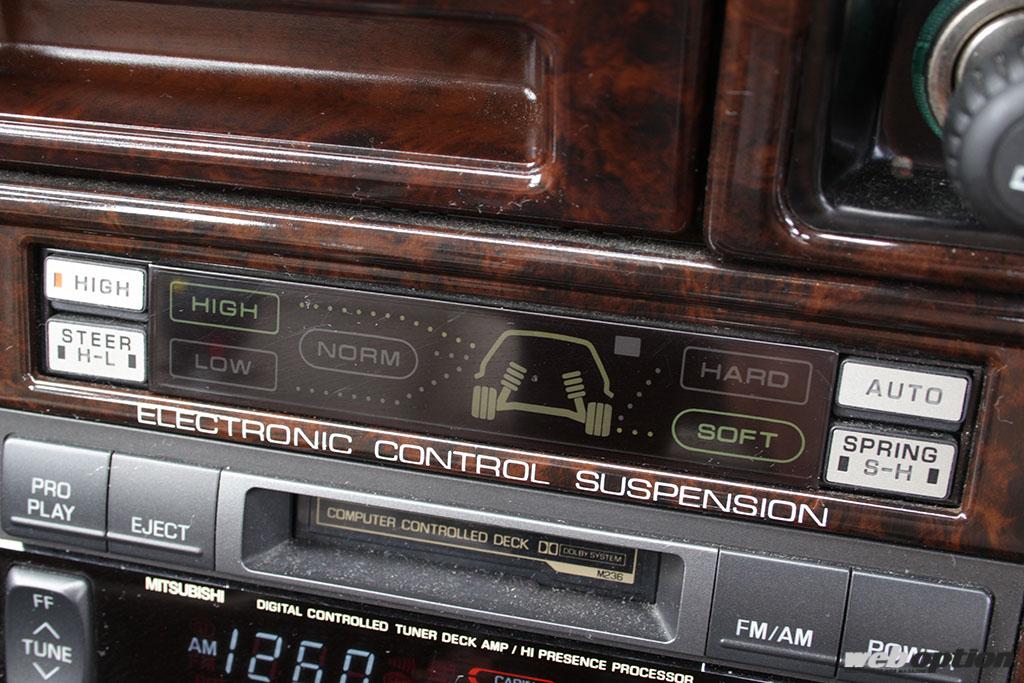 HIGH
HIGH
STEER
H-L
LOW
NORM
HARD
SOFT
AUTO
SPRING
S-H
ELECTRONIC CONTROL SUSPENSION
PRO
PLAY
EJECT
COMPUTER CONTROLLED DECK DOLBY SYSTEM
M236
MITSUBISHI
DIGITAL CONTROLLED TUNER DECK AMP / HI PRESENCE PROCESSOR
FF
TUNE
AM 1260
FM/AM
web option